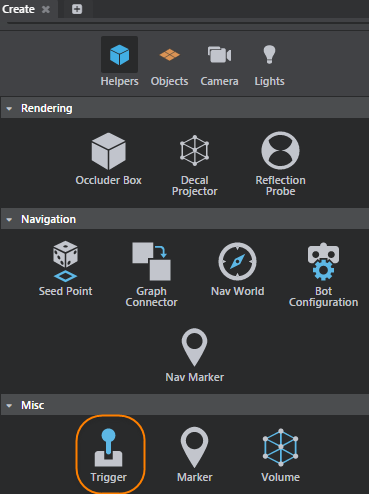 Create
Helpers Objects Camera Lights
Rendering
Occluder Box Decal Projector Reflection Probe
Navigation
Seed Point Graph Connector Nav World Bot Configuration
Nav Marker
Misc
Trigger Marker Volume